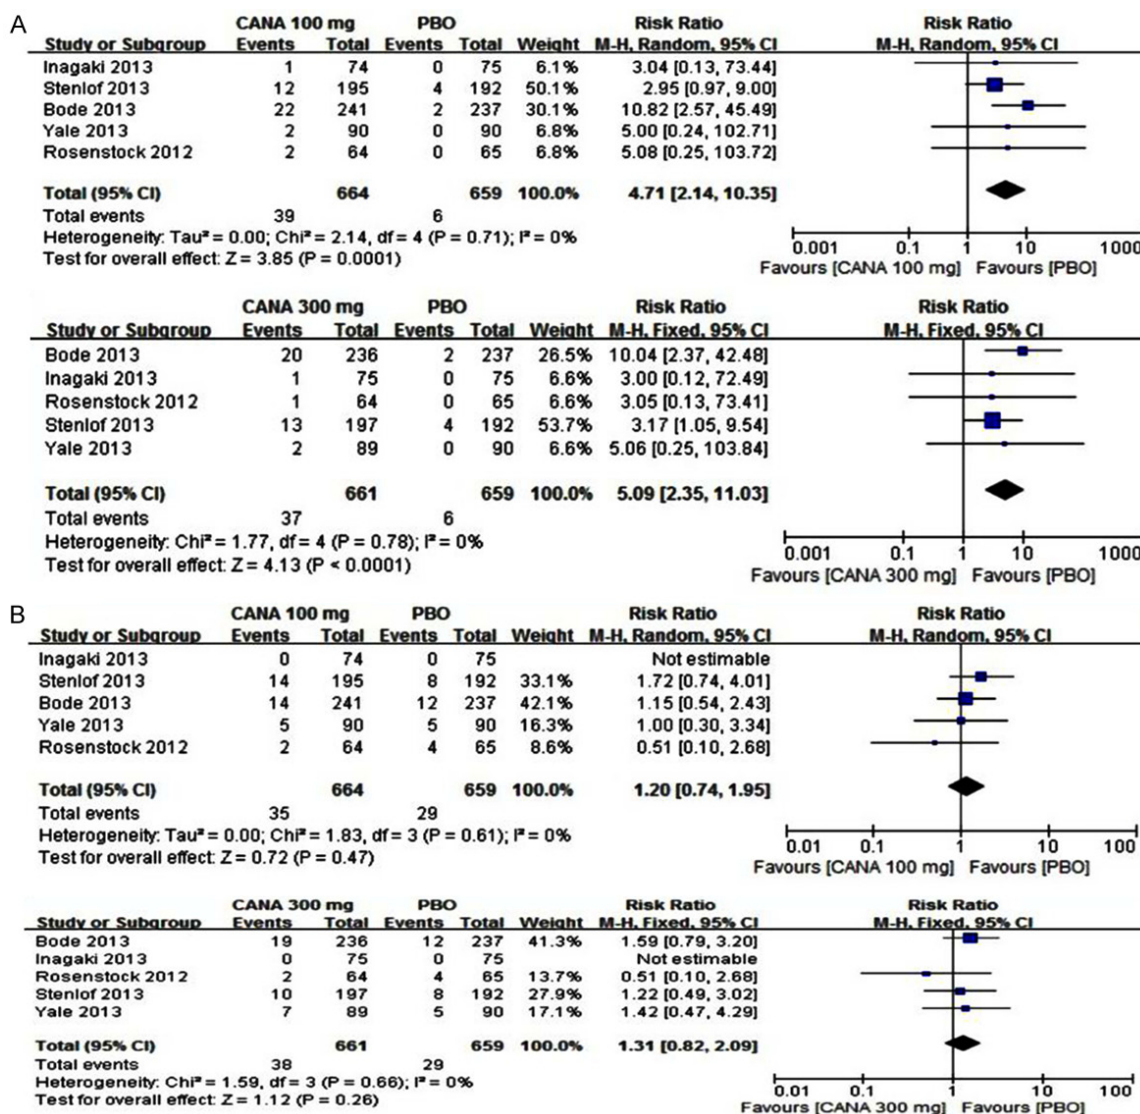 A
CANA 100 mg PBO Risk Ratio Risk Ratio
Study or Subgroup Events Total Events Total Weight M-H, Random, 95% CI M-H, Random, 95% CI
Inagaki 2013 1 74 0 75 6.1% 3.04 [0.13, 73.44]
Stenlof 2013 12 195 4 192 50.1% 2.95 [0.97, 9.00]
Bode 2013 22 241 2 237 30.1% 10.82 [2.57, 45.49]
Yale 2013 2 90 0 90 6.8% 5.00 [0.24, 102.71]
Rosenstock 2012 2 64 0 65 6.8% 5.08 [0.25, 103.72]
Total (95% CI) 664 659 100.0% 4.71 [2.14, 10.35]
Total events 39 6
Heterogeneity: Tau² = 0.00; Chi² = 2.14, df = 4 (P = 0.71); I² = 0%
Test for overall effect: Z = 3.85 (P = 0.0001)
0.001 0.1 1 10 1000
Favours [CANA 100 mg] Favours [PBO]
CANA 300 mg PBO Risk Ratio Risk Ratio
Study or Subgroup Events Total Events Total Weight M-H, Fixed, 95% CI M-H, Fixed, 95% CI
Bode 2013 20 236 2 237 26.5% 10.04 [2.37, 42.48]
Inagaki 2013 1 75 0 75 6.6% 3.00 [0.12, 72.49]
Rosenstock 2012 1 64 0 65 6.6% 3.05 [0.13, 73.41]
Stenlof 2013 13 197 4 192 53.7% 3.17 [1.05, 9.54]
Yale 2013 2 89 0 90 6.6% 5.06 [0.25, 103.84]
Total (95% CI) 661 659 100.0% 5.09 [2.35, 11.03]
Total events 37 6
Heterogeneity: Chi² = 1.77, df = 4 (P = 0.78); I² = 0%
Test for overall effect: Z = 4.13 (P < 0.0001)
0.001 0.1 1 10 1000
Favours [CANA 300 mg] Favours [PBO]
B
CANA 100 mg PBO Risk Ratio Risk Ratio
Study or Subgroup Events Total Events Total Weight M-H, Random, 95% CI M-H, Random, 95% CI
Inagaki 2013 0 74 0 75 Not estimable
Stenlof 2013 14 195 8 192 33.1% 1.72 [0.74, 4.01]
Bode 2013 14 241 12 237 42.1% 1.15 [0.54, 2.43]
Yale 2013 5 90 5 90 16.3% 1.00 [0.30, 3.34]
Rosenstock 2012 2 64 4 65 8.6% 0.51 [0.10, 2.68]
Total (95% CI) 664 659 100.0% 1.20 [0.74, 1.95]
Total events 35 29
Heterogeneity: Tau² = 0.00; Chi² = 1.83, df = 3 (P = 0.61); I² = 0%
Test for overall effect: Z = 0.72 (P = 0.47)
0.01 0.1 1 10 100
Favours [CANA 100 mg] Favours [PBO]
CANA 300 mg PBO Risk Ratio Risk Ratio
Study or Subgroup Events Total Events Total Weight M-H, Fixed, 95% CI M-H, Fixed, 95% CI
Bode 2013 19 236 12 237 41.3% 1.59 [0.79, 3.20]
Inagaki 2013 0 75 0 75 Not estimable
Rosenstock 2012 2 64 4 65 13.7% 0.51 [0.10, 2.68]
Stenlof 2013 10 197 8 192 27.9% 1.22 [0.49, 3.02]
Yale 2013 7 89 5 90 17.1% 1.42 [0.47, 4.29]
Total (95% CI) 661 659 100.0% 1.31 [0.82, 2.09]
Total events 38 29
Heterogeneity: Chi² = 1.59, df = 3 (P = 0.66); I² = 0%
Test for overall effect: Z = 1.12 (P = 0.26)
0.01 0.1 1 10 100
Favours [CANA 300 mg] Favours [PBO]